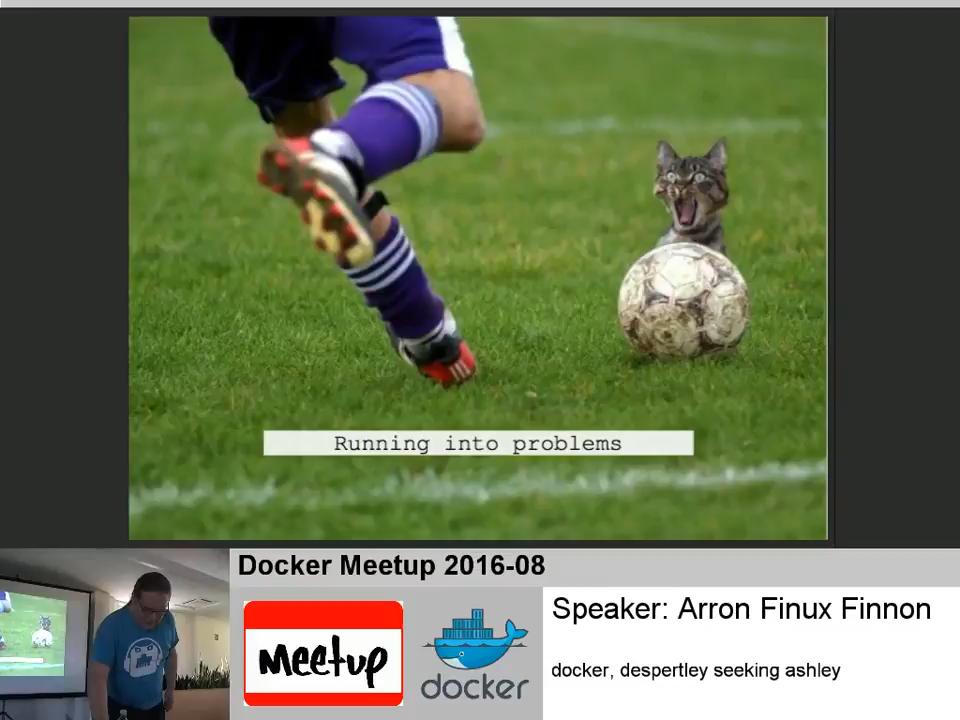 Running into problems
Docker Meetup 2016-08
Meetup
docker
Speaker: Arron Finux Finnon
docker, despertley seeking ashley